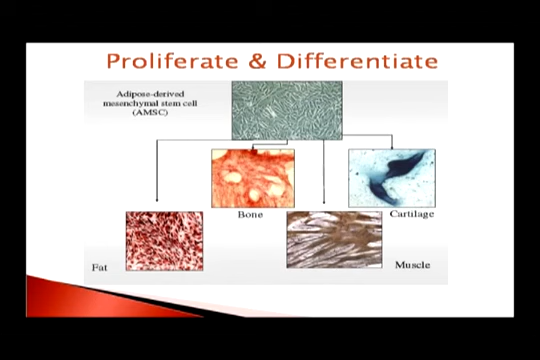 Proliferate & Differentiate
Adipose-derived
mesenchymal stem cell
(AMSC)
Bone
Cartilage
Fat
Muscle